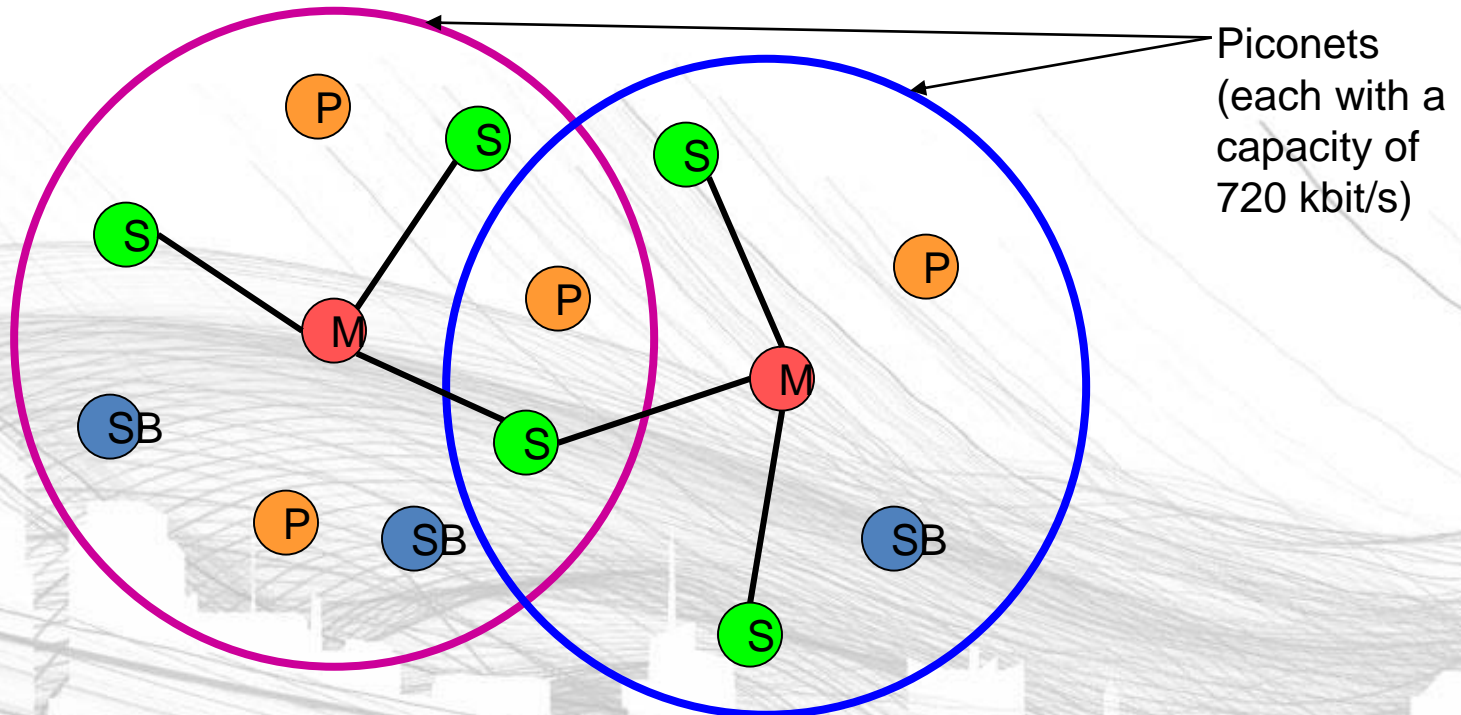 Piconets
(each with a
capacity of
720 kbit/s)
P
S
S
S
P
P
M
M
SB
S
P
SB
SB
S